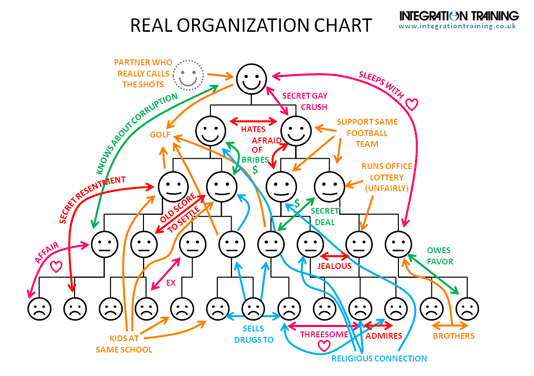 REAL ORGANIZATION CHART
INTEGRATION TRAINING
www.integrationtraining.co.uk
PARTNER WHO
REALLY CALLS
THE SHOTS
SLEEPS WITH
KNOWS ABOUT CORRUPTION
SECRET GAY
CRUSH
GOLF
HATES
AFRAID
OF
BRIBES
$
SUPPORT SAME
FOOTBALL
TEAM
RUNS OFFICE
LOTTERY
(UNFAIRLY)
SECRET RESENTMENT
OLD SCORE
TO SETTLE
$
SECRET
DEAL
AFFAIR
EX
JEALOUS
OWES
FAVOR
KIDS AT
SAME SCHOOL
SELLS
DRUGS TO
THREESOME
ADMIRES
BROTHERS
RELIGIOUS CONNECTION